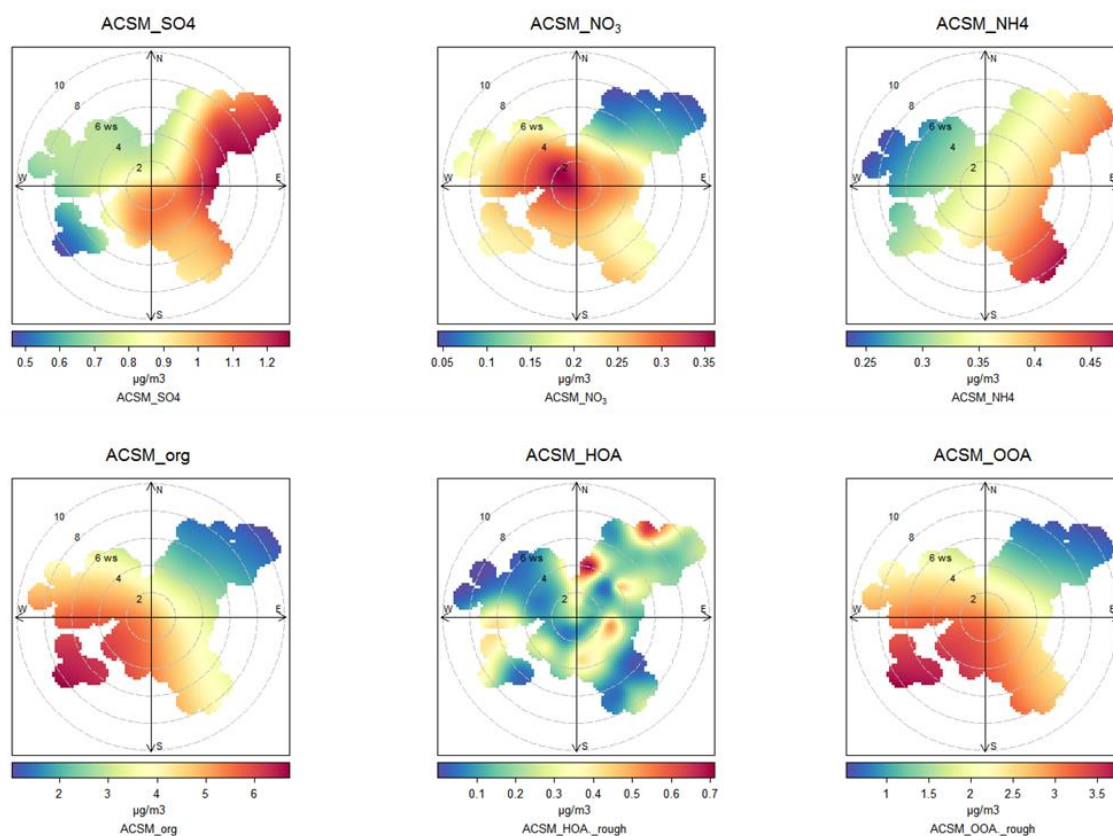 ACSM_SO4
N
10
8
6 ws
4
2
W
E
S
0.5 0.6 0.7 0.8 0.9 1 1.1 1.2
µg/m3
ACSM_SO4
ACSM_NO₃
N
10
8
6 ws
4
2
W
E
S
0.05 0.1 0.15 0.2 0.25 0.3 0.35
µg/m3
ACSM_NO₃
ACSM_NH4
N
10
8
6 ws
4
2
W
E
S
0.25 0.3 0.35 0.4 0.45
µg/m3
ACSM_NH4
ACSM_org
N
10
8
6 ws
4
2
W
E
S
2 3 4 5 6
µg/m3
ACSM_org
ACSM_HOA
N
10
8
6 ws
4
2
W
E
S
0.1 0.2 0.3 0.4 0.5 0.6 0.7
µg/m3
ACSM_HOA_rough
ACSM_OOA
N
10
8
6 ws
4
2
W
E
S
1 1.5 2 2.5 3 3.5
µg/m3
ACSM_OOA_rough